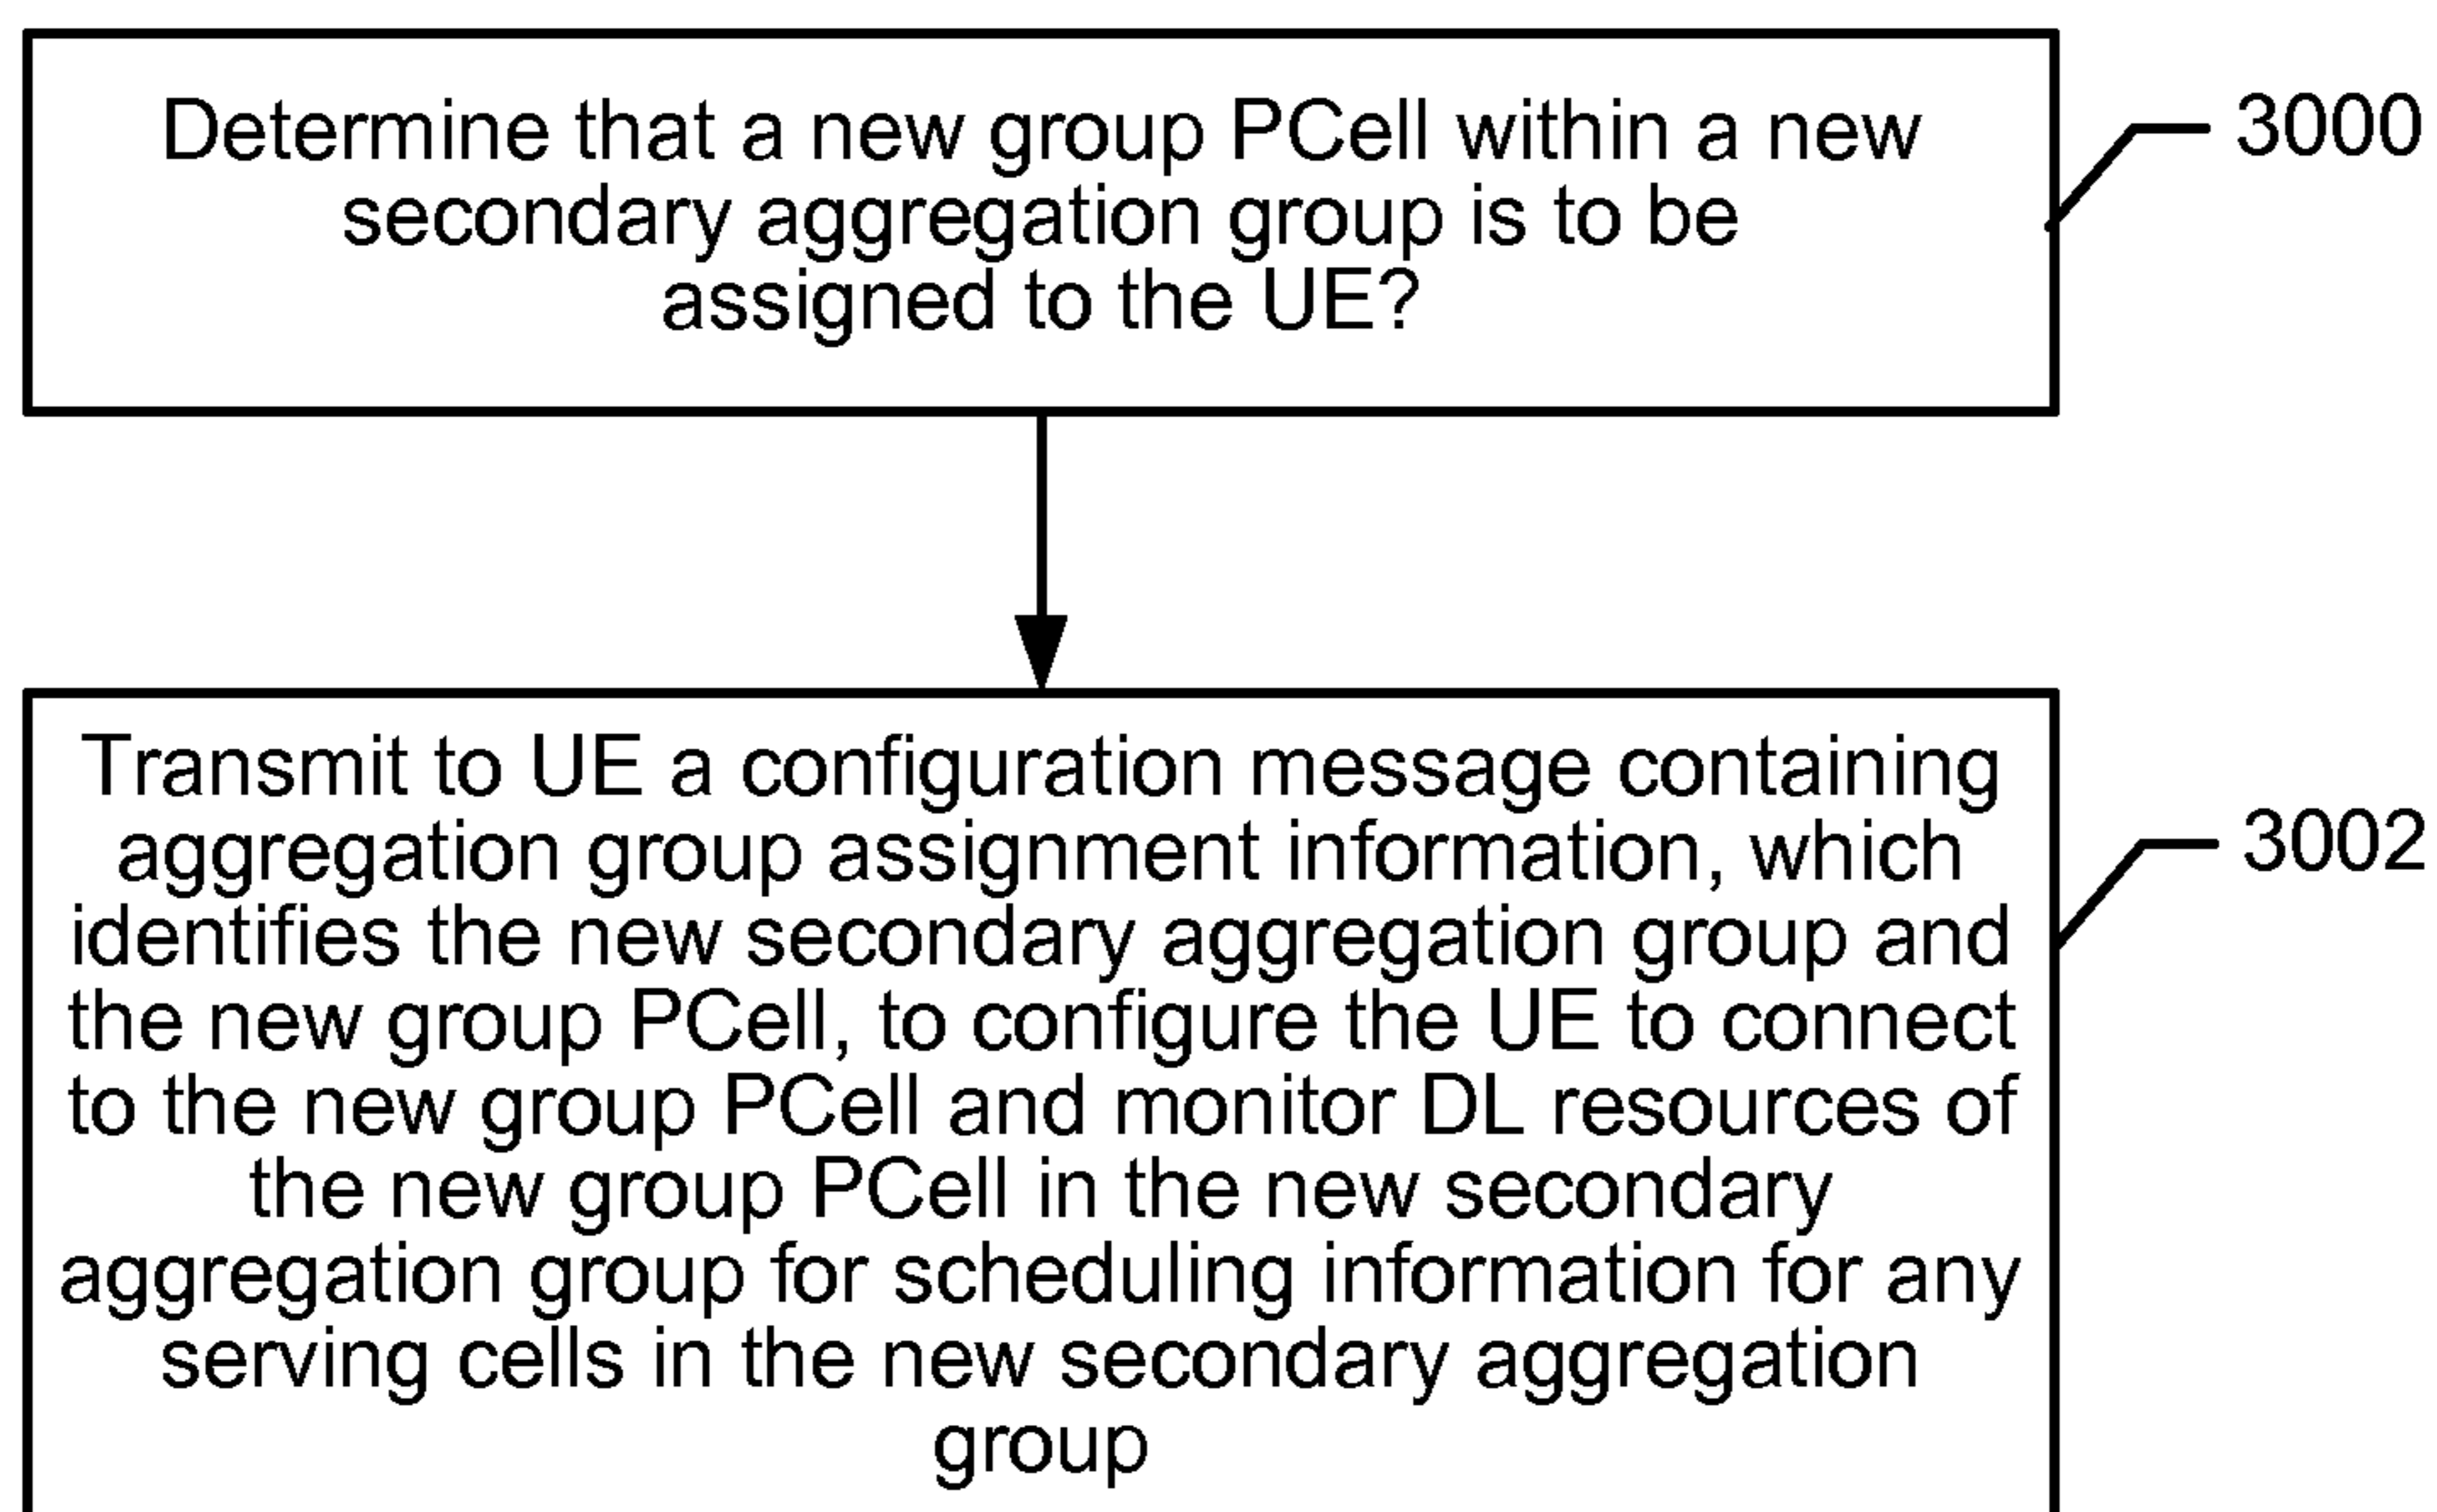 Determine that a new group PCell within a new
secondary aggregation group is to be
assigned to the UE?
3000
Transmit to UE a configuration message containing
aggregation group assignment information, which
identifies the new secondary aggregation group and
the new group PCell, to configure the UE to connect
to the new group PCell and monitor DL resources of
the new group PCell in the new secondary
aggregation group for scheduling information for any
serving cells in the new secondary aggregation
group
3002